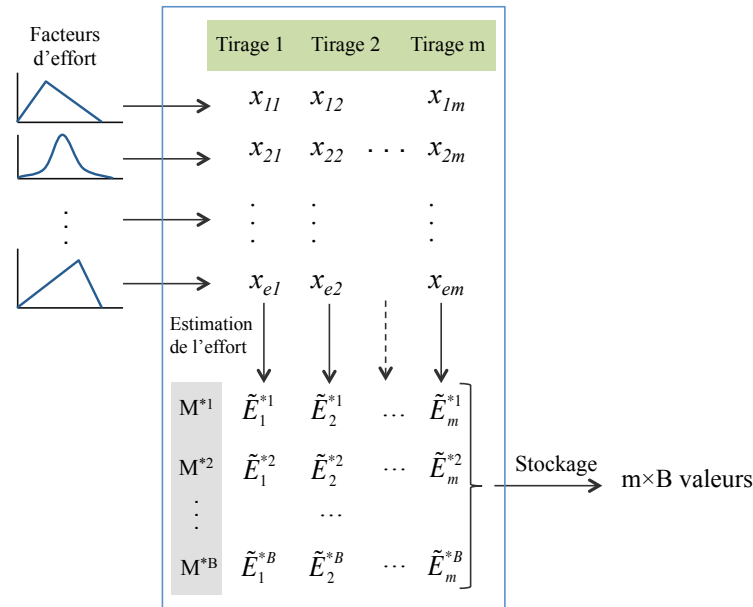 Facteurs
d'effort
Tirage 1 Tirage 2 Tirage m
x₁₁ x₁₂ x₁ₘ
x₂₁ x₂₂ · · · x₂ₘ
⋮ ⋮ ⋮ ⋮
xₑ₁ xₑ₂ xₑₘ
Estimation
de l'effort
M*¹ Ẽ₁*¹ Ẽ₂*¹ ... Ẽₘ*¹
M*² Ẽ₁*² Ẽ₂*² ... Ẽₘ*²
Stockage
m×B valeurs
⋮ ...
M*ᴮ Ẽ₁*ᴮ Ẽ₂*ᴮ ... Ẽₘ*ᴮ